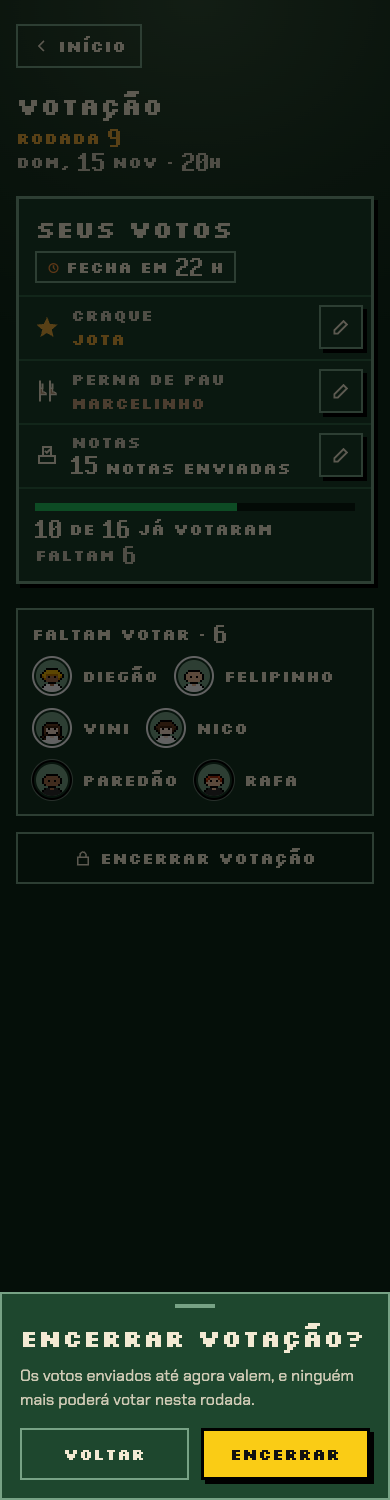 INÍCIO
VOTAÇÃO
RODADA 9
DOM, 15 NOV · 20H
SEUS VOTOS
FECHA EM 22 H
CRAQUE
JOTA
PERNA DE PAU
MARCELINHO
NOTAS
15 NOTAS ENVIADAS
10 DE 16 JÁ VOTARAM
FALTAM 6
FALTAM VOTAR · 6
DIEGÃO FELIPINHO
VINI NICO
PAREDÃO RAFA
ENCERRAR VOTAÇÃO
ENCERRAR VOTAÇÃO?
Os votos enviados até agora valem, e ninguém
mais poderá votar nesta rodada.
VOLTAR ENCERRAR